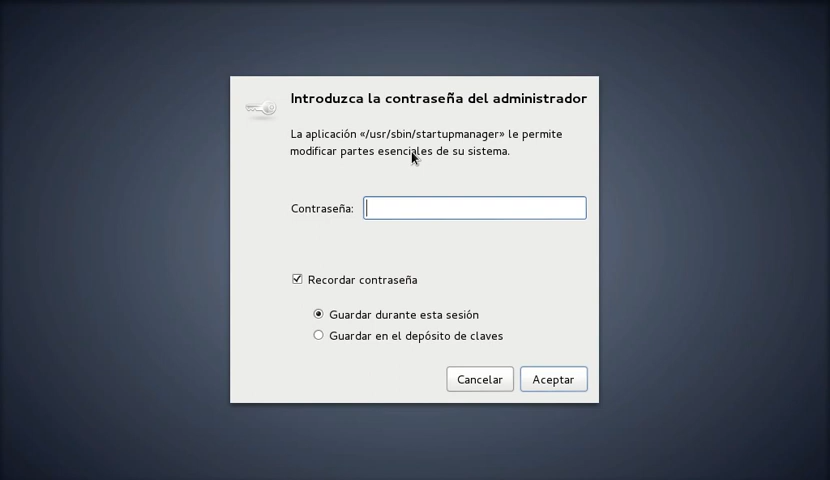 Introduzca la contraseña del administrador
La aplicación «/usr/sbin/startupmanager» le permite
modificar partes esenciales de su sistema.
Contraseña:
Recordar contraseña
Guardar durante esta sesión
Guardar en el depósito de claves
Cancelar
Aceptar